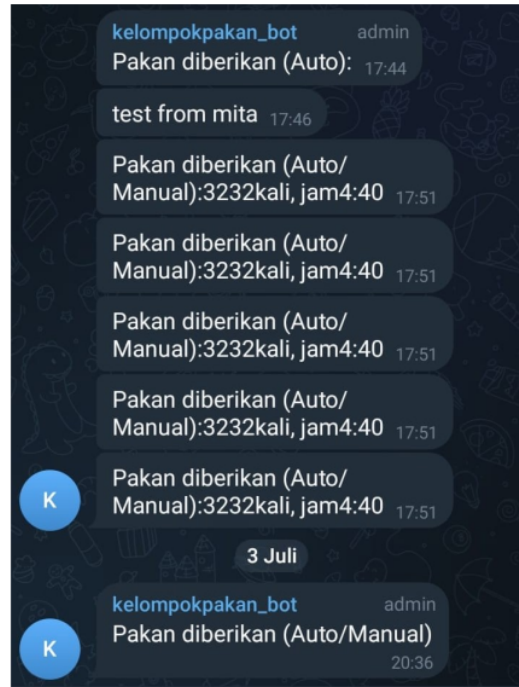 kelompokpakan_bot admin
Pakan diberikan (Auto): 17:44
test from mita 17:46
Pakan diberikan (Auto/
Manual):3232kali, jam4:40 17:51
Pakan diberikan (Auto/
Manual):3232kali, jam4:40 17:51
Pakan diberikan (Auto/
Manual):3232kali, jam4:40 17:51
Pakan diberikan (Auto/
Manual):3232kali, jam4:40 17:51
Pakan diberikan (Auto/
K Manual):3232kali, jam4:40 17:51
3 Juli
kelompokpakan_bot admin
K Pakan diberikan (Auto/Manual)
20:36